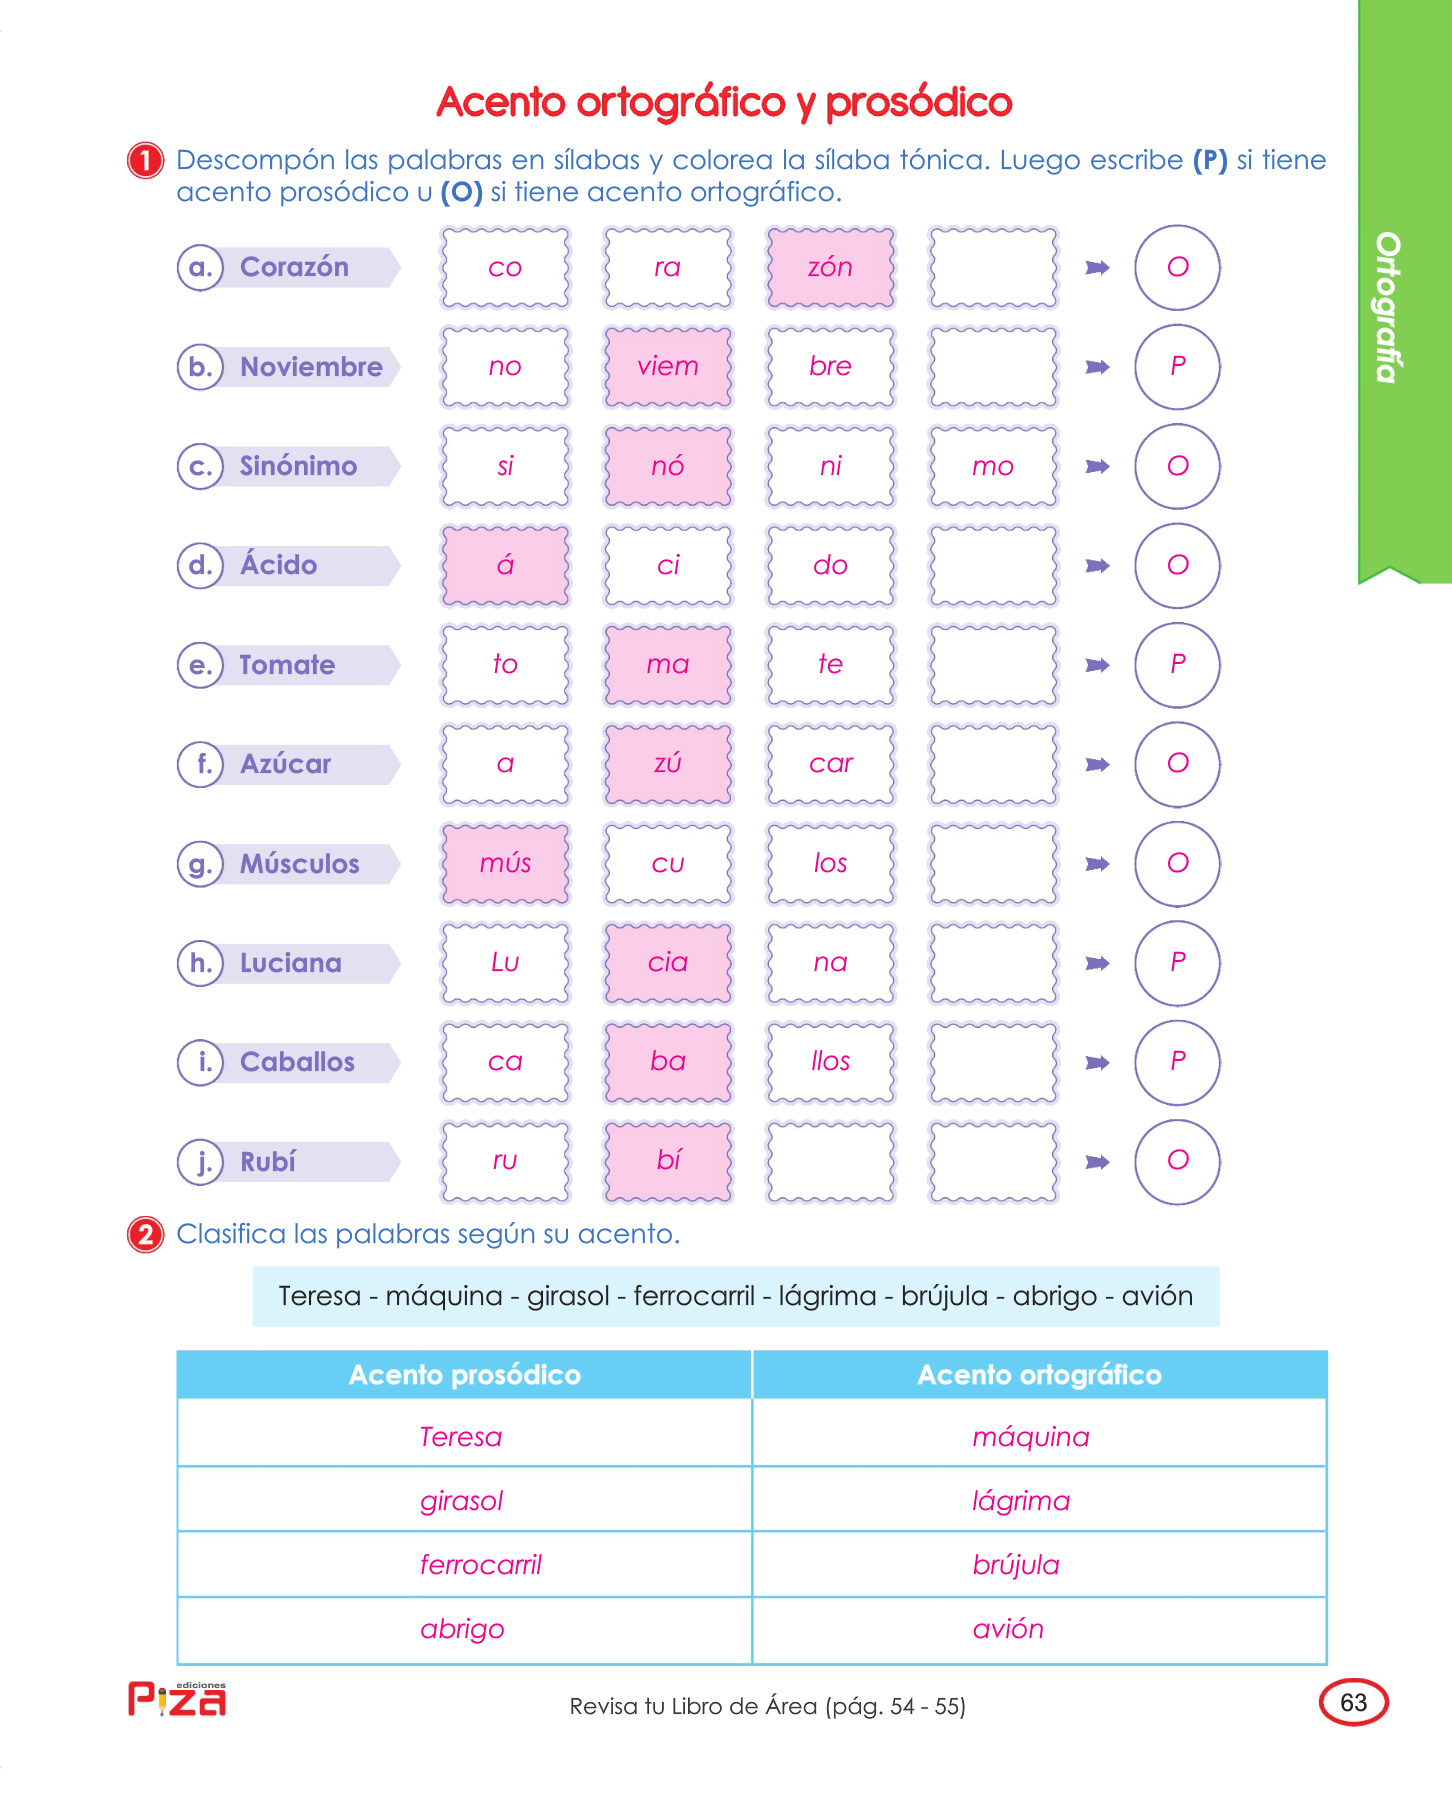 Acento ortográfico y prosódico
1 Descompón las palabras en sílabas y colorea la sílaba tónica. Luego escribe (P) si tiene
acento prosódico u (O) si tiene acento ortográfico.
Ortografía
a. Corazón co ra zón O
b. Noviembre no viem bre P
c. Sinónimo si nó ni mo O
d. Ácido á ci do O
e. Tomate to ma te P
f. Azúcar a zú car O
g. Músculos mús cu los O
h. Luciana Lu cia na P
i. Caballos ca ba llos P
j. Rubí ru bí O
2 Clasifica las palabras según su acento.
Teresa - máquina - girasol - ferrocarril - lágrima - brújula - abrigo - avión
Acento prosódico Acento ortográfico
Teresa máquina
girasol lágrima
ferrocarril brújula
abrigo avión
ediciones
Piza
Revisa tu Libro de Área (pág. 54 - 55)
63